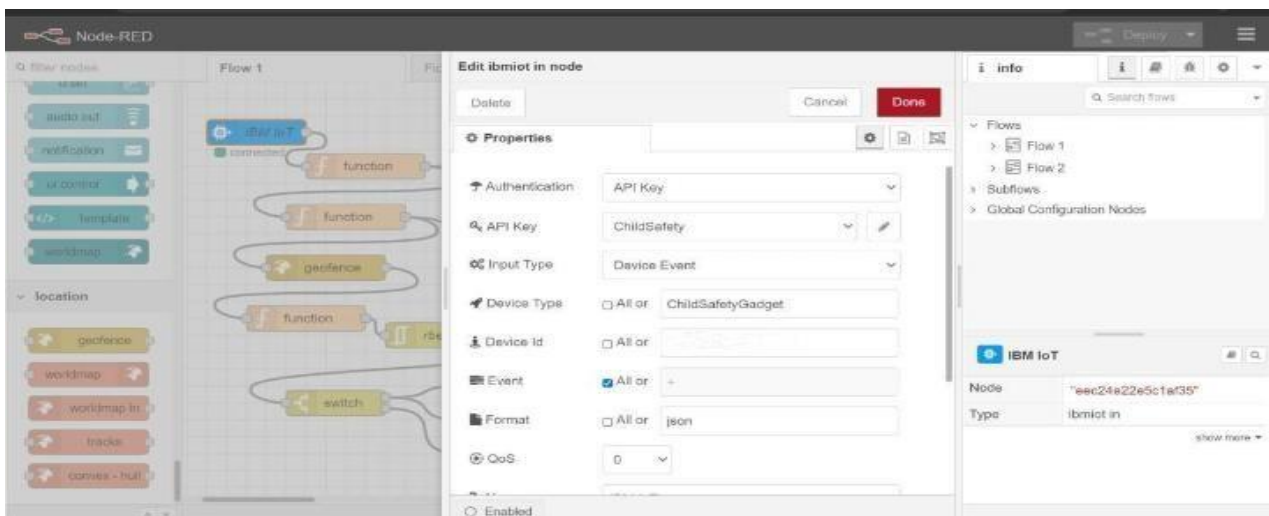 Node-RED
Deploy
filter nodes
Flow 1
Edit ibmiot in node
Delete
Cancel
Done
Properties
Authentication
API Key
API Key
ChildSafety
Input Type
Device Event
Device Type
All or
ChildSafetyGadget
Device Id
All or
Event
All or
+
Format
All or
json
QoS
0
Enabled
audio out
notification
ui control
template
worldmap
location
geofence
worldmap
worldmap in
tracks
convex - hull
IBM IoT
connected
function
function
geofence
function
rbe
switch
i info
Search flows
Flows
Flow 1
Flow 2
Subflows
Global Configuration Nodes
IBM IoT
Node
Type
ibmiot in
show more